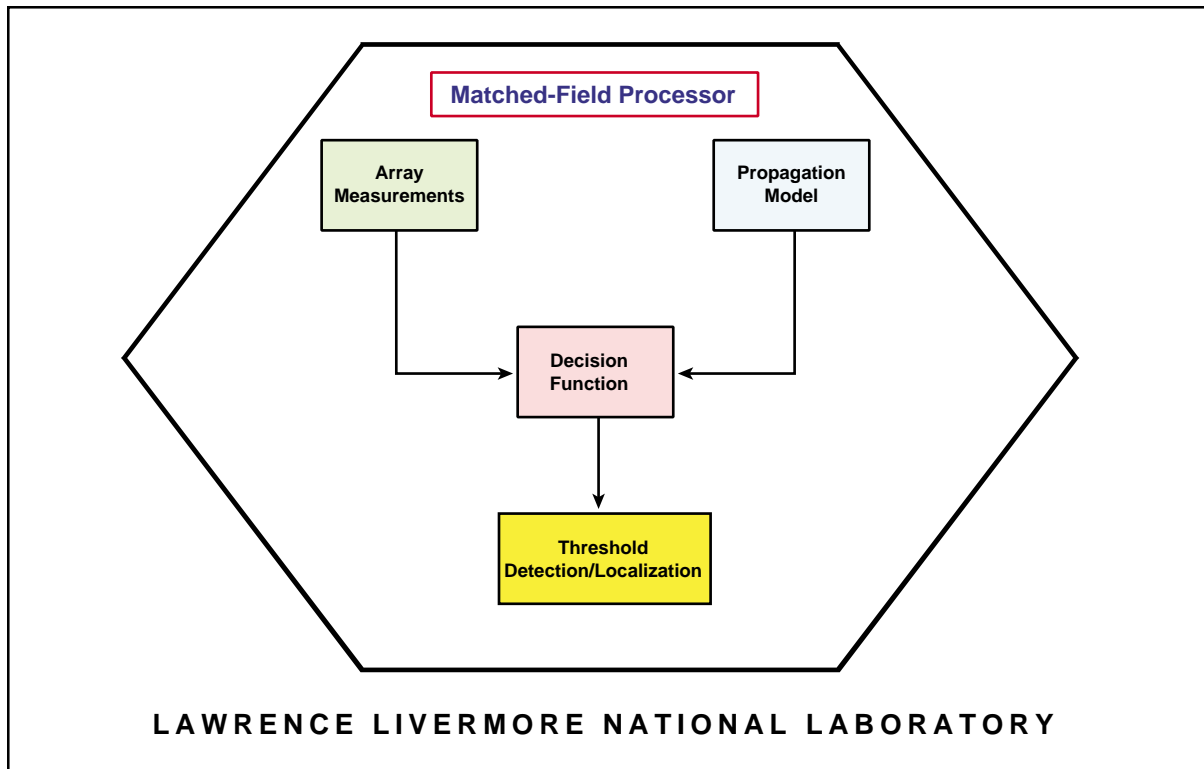 Matched-Field Processor
Array
Measurements
Propagation
Model
Decision
Function
Threshold
Detection/Localization
LAWRENCE LIVERMORE NATIONAL LABORATORY